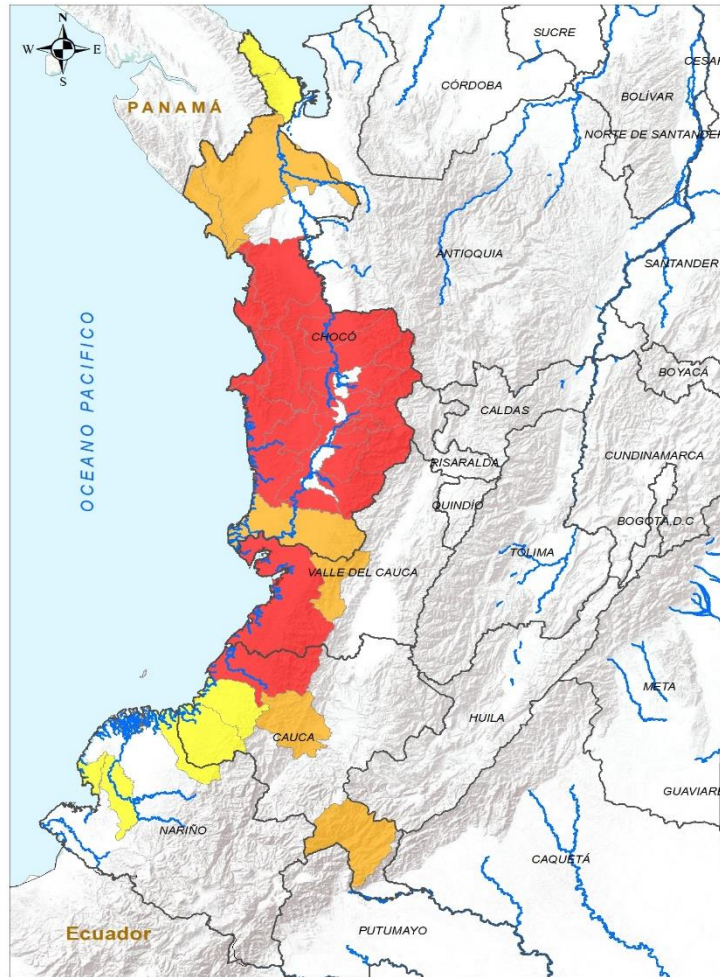 N
W E
S
SUCRE
CESAR
CÓRDOBA
BOLÍVAR
PANAMÁ
NORTE DE SANTANDER
ANTIOQUIA
SANTANDER
OCEANO PACIFICO
CHOCÓ
BOYACÁ
CALDAS
CUNDINAMARCA
RISARALDA
QUINDÍO
BOGOTÁ, D.C
TOLIMA
VALLE DEL CAUCA
META
HUILA
CAUCA
GUAVIARE
NARIÑO
CAQUETÁ
Ecuador
PUTUMAYO